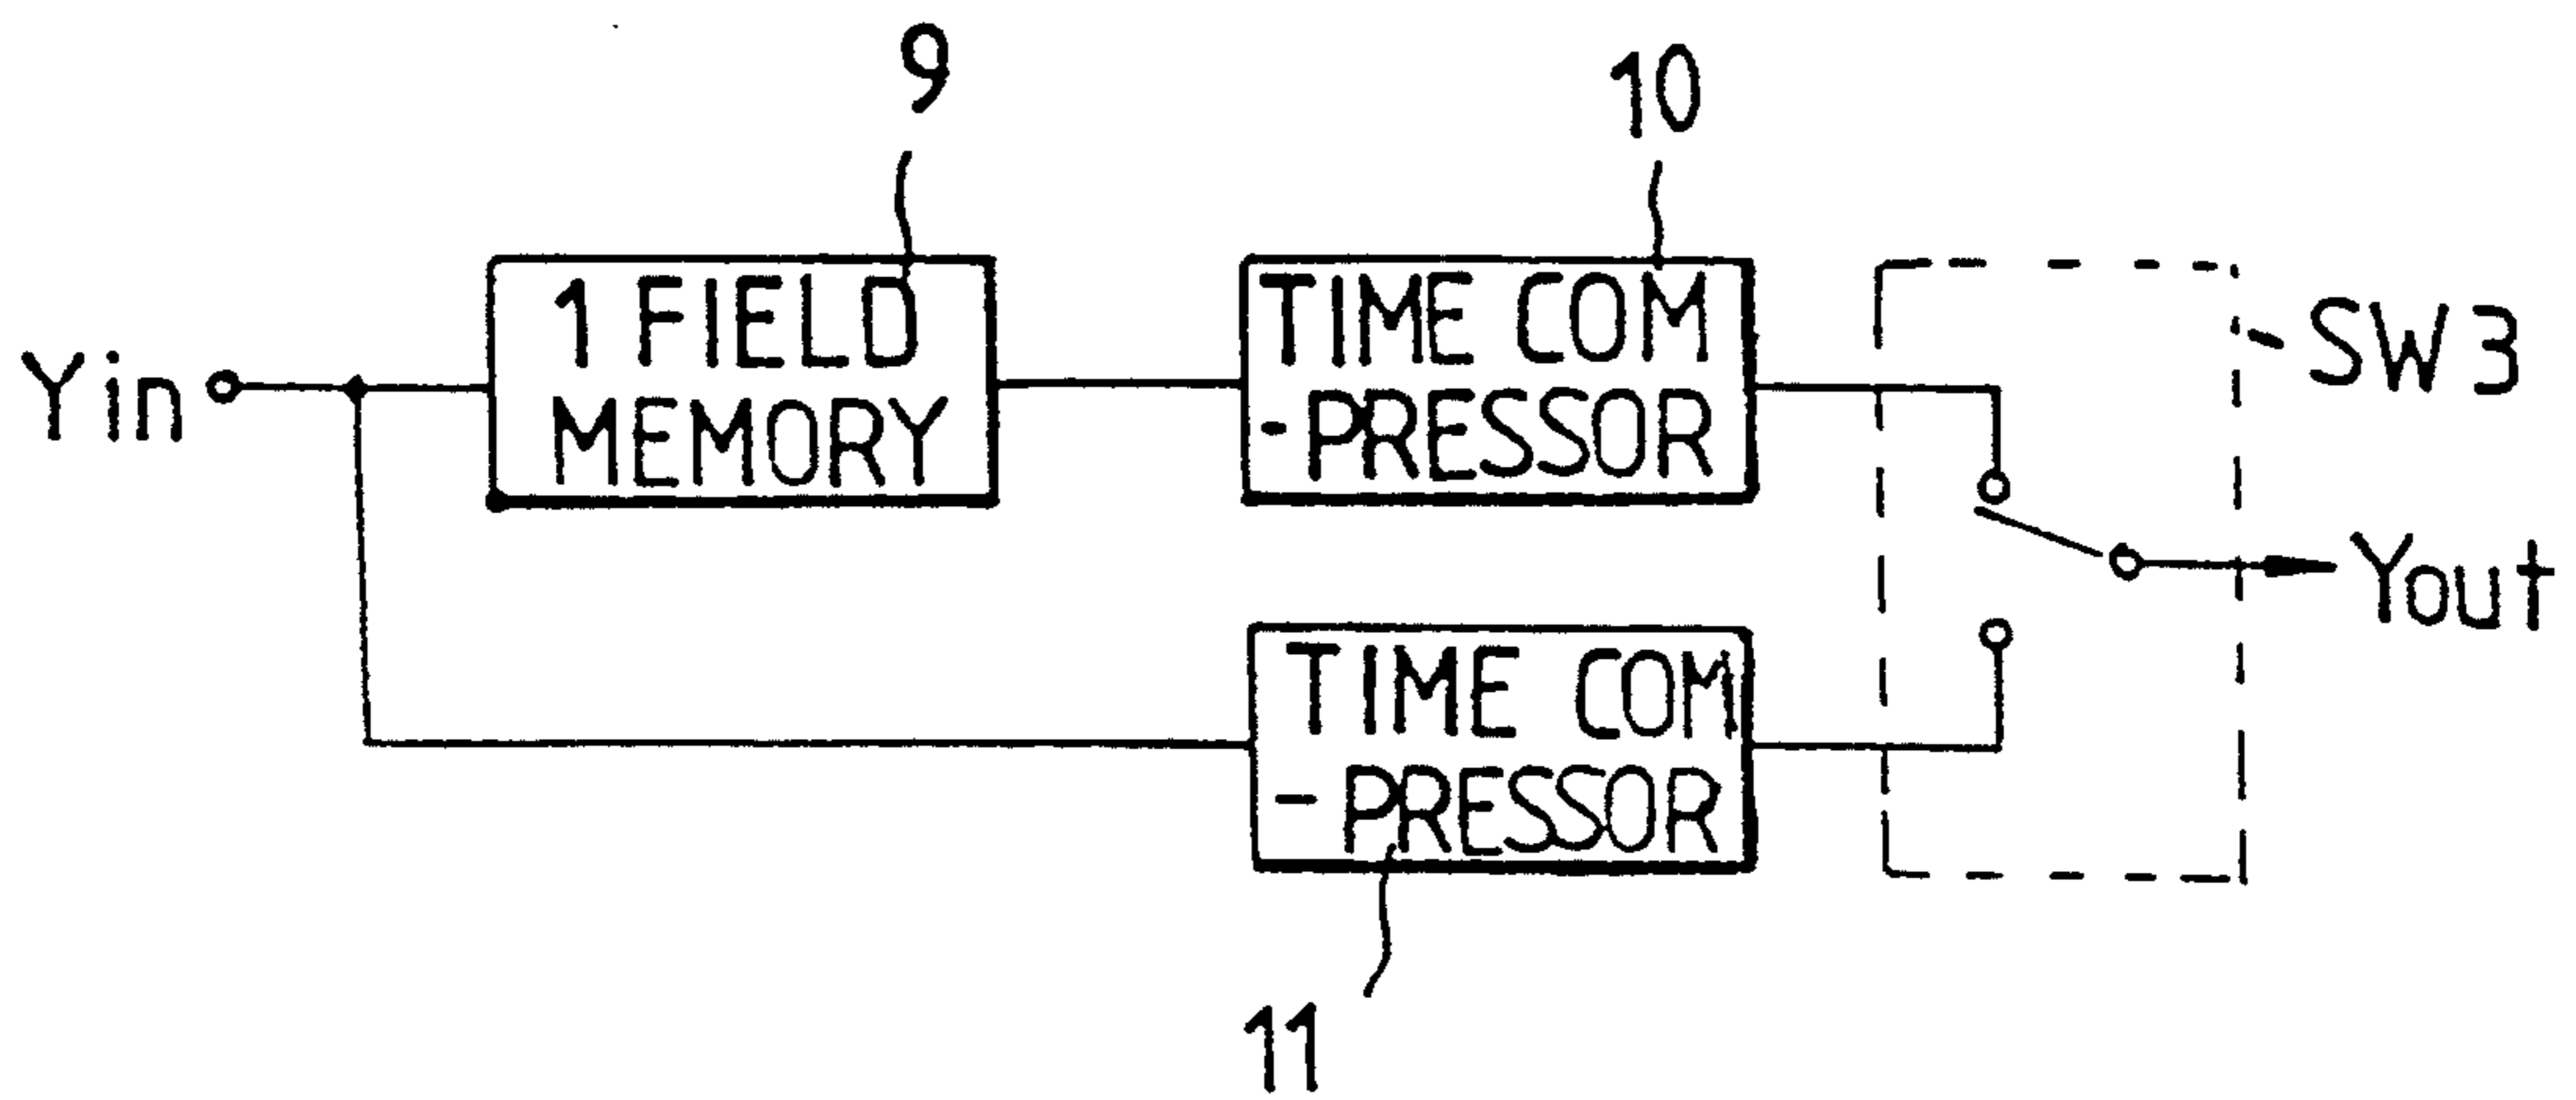 9
10
Yin
1 FIELD
MEMORY
TIME COM
- PRESSOR
SW3
Yout
TIME COM
- PRESSOR
11